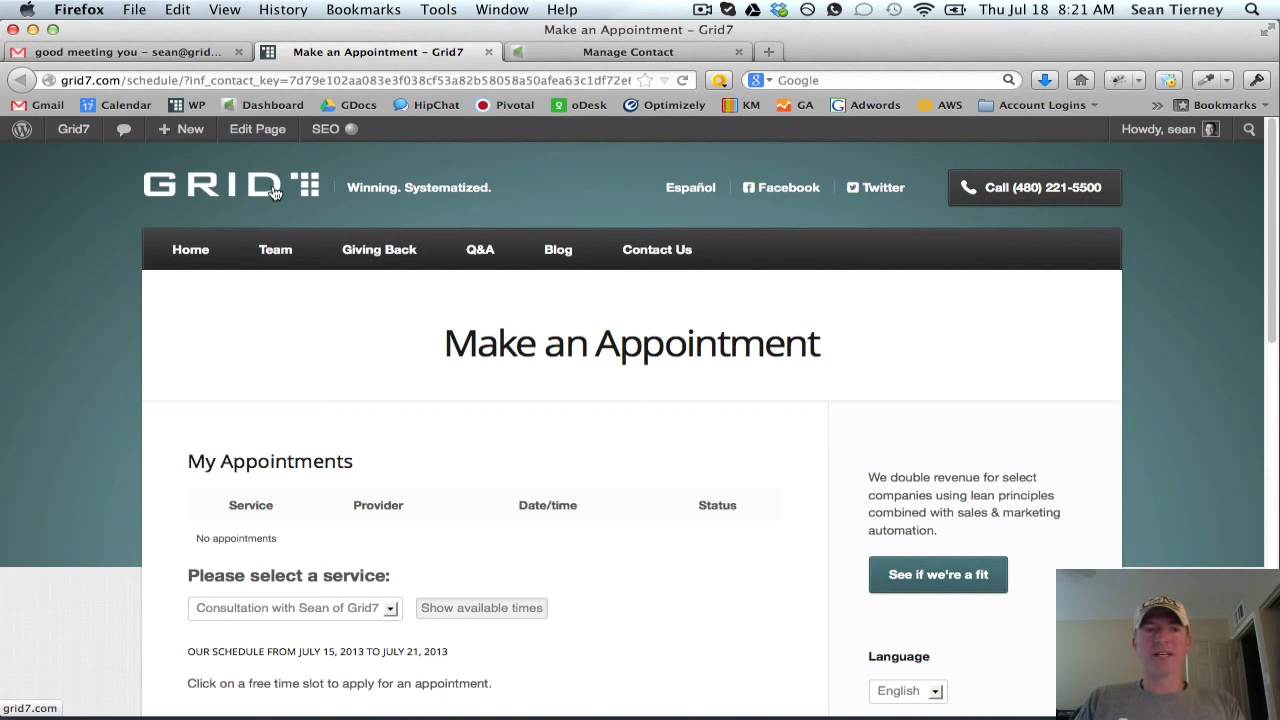 Firefox File Edit View History Bookmarks Tools Window Help Thu Jul 18 8:21 AM Sean Tierney
Make an Appointment - Grid7
good meeting you – sean@grid...
Make an Appointment - Grid7
Manage Contact
grid7.com/schedule/?inf_contact_key=7d79e102aa083e3f038cf53a82b58058a50afea63c1df72e6
Google
Gmail Calendar WP Dashboard GDocs HipChat Pivotal oDesk Optimizely KM GA Adwords AWS Account Logins » Bookmarks
Grid7 + New Edit Page SEO Howdy, sean
GRID7
Winning. Systematized.
Español Facebook Twitter
Call (480) 221-5500
Home Team Giving Back Q&A Blog Contact Us
Make an Appointment
My Appointments
Service Provider Date/time Status
No appointments
Please select a service:
Consultation with Sean of Grid7
Show available times
OUR SCHEDULE FROM JULY 15, 2013 TO JULY 21, 2013
Click on a free time slot to apply for an appointment.
We double revenue for select
companies using lean principles
combined with sales & marketing
automation.
See if we're a fit
Language
English
grid7.com